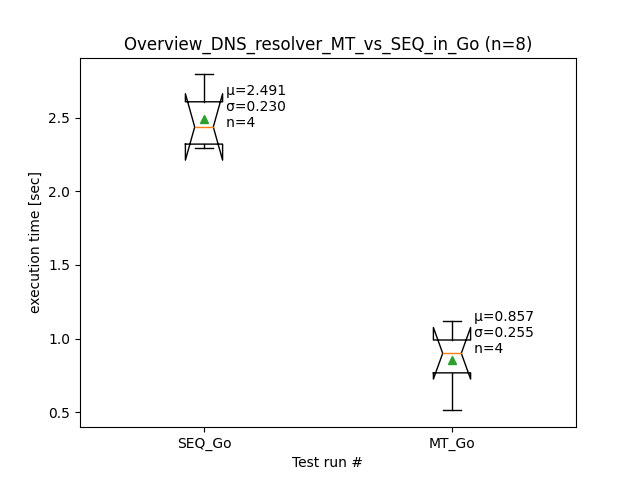 Overview_DNS_resolver_MT_vs_SEQ_in_Go (n=8)
execution time [sec]
2.5
2.0
1.5
1.0
0.5
μ=2.491
σ=0.230
n=4
μ=0.857
σ=0.255
n=4
SEQ_Go
MT_Go
Test run #